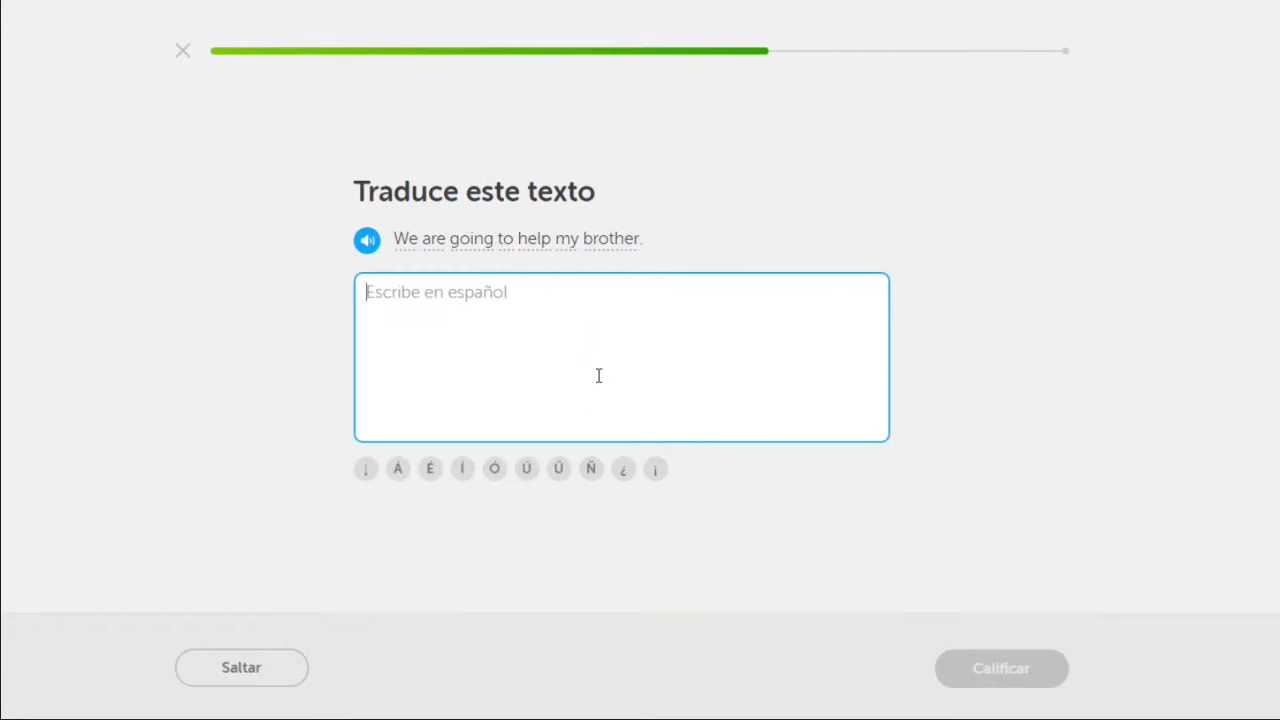 Traduce este texto
We are going to help my brother.
Escribe en español
↓ Á É Í Ó Ú Ü Ñ ¿ ¡
Saltar
Calificar